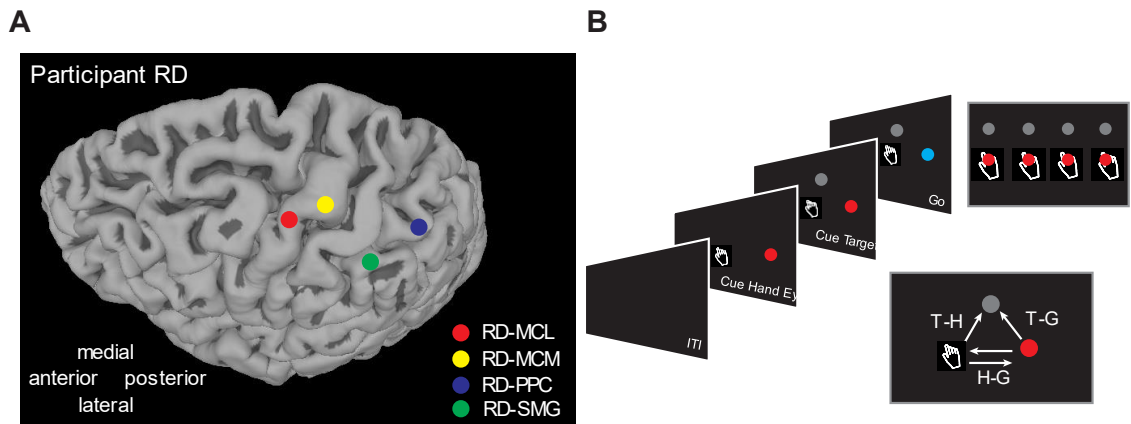 A
B
Participant RD
medial
anterior posterior
lateral
RD-MCL
RD-MCM
RD-PPC
RD-SMG
ITI
Cue Hand Ey
Cue Target
Go
T-H
T-G
H-G